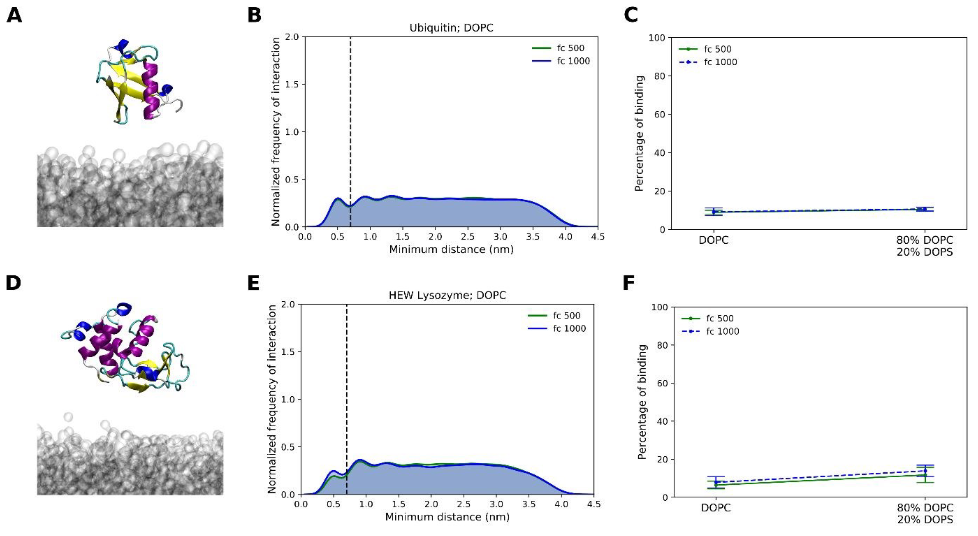 A
B
C
Ubiquitin; DOPC
Normalized frequency of interaction
2.0
1.5
1.0
0.5
0.0
fc 500
fc 1000
0.0 0.5 1.0 1.5 2.0 2.5 3.0 3.5 4.0 4.5
Minimum distance (nm)
Percentage of binding
100
80
60
40
20
0
fc 500
fc 1000
DOPC
80% DOPC
20% DOPS
D
E
F
HEW Lysozyme; DOPC
Normalized frequency of interaction
2.0
1.5
1.0
0.5
0.0
fc 500
fc 1000
0.0 0.5 1.0 1.5 2.0 2.5 3.0 3.5 4.0 4.5
Minimum distance (nm)
Percentage of binding
100
80
60
40
20
0
fc 500
fc 1000
DOPC
80% DOPC
20% DOPS